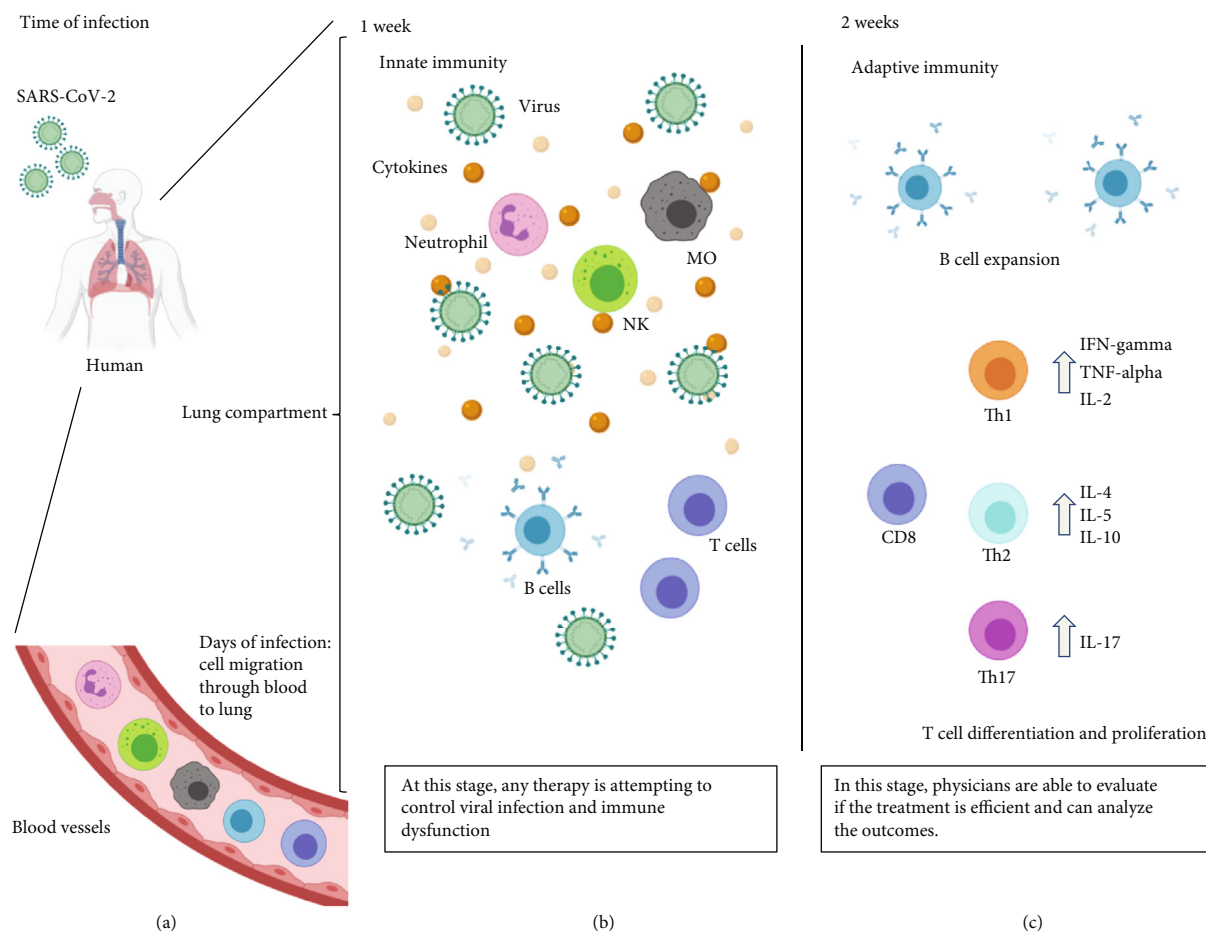 Time of infection
SARS-CoV-2
Human
Lung compartment
Days of infection:
cell migration
through blood
to lung
Blood vessels
(a)
1 week
Innate immunity
Virus
Cytokines
Neutrophil
MO
NK
T cells
B cells
At this stage, any therapy is attempting to
control viral infection and immune
dysfunction
(b)
2 weeks
Adaptive immunity
B cell expansion
IFN-gamma
TNF-alpha
IL-2
Th1
CD8
IL-4
IL-5
IL-10
Th2
IL-17
Th17
T cell differentiation and proliferation
In this stage, physicians are able to evaluate
if the treatment is efficient and can analyze
the outcomes.
(c)